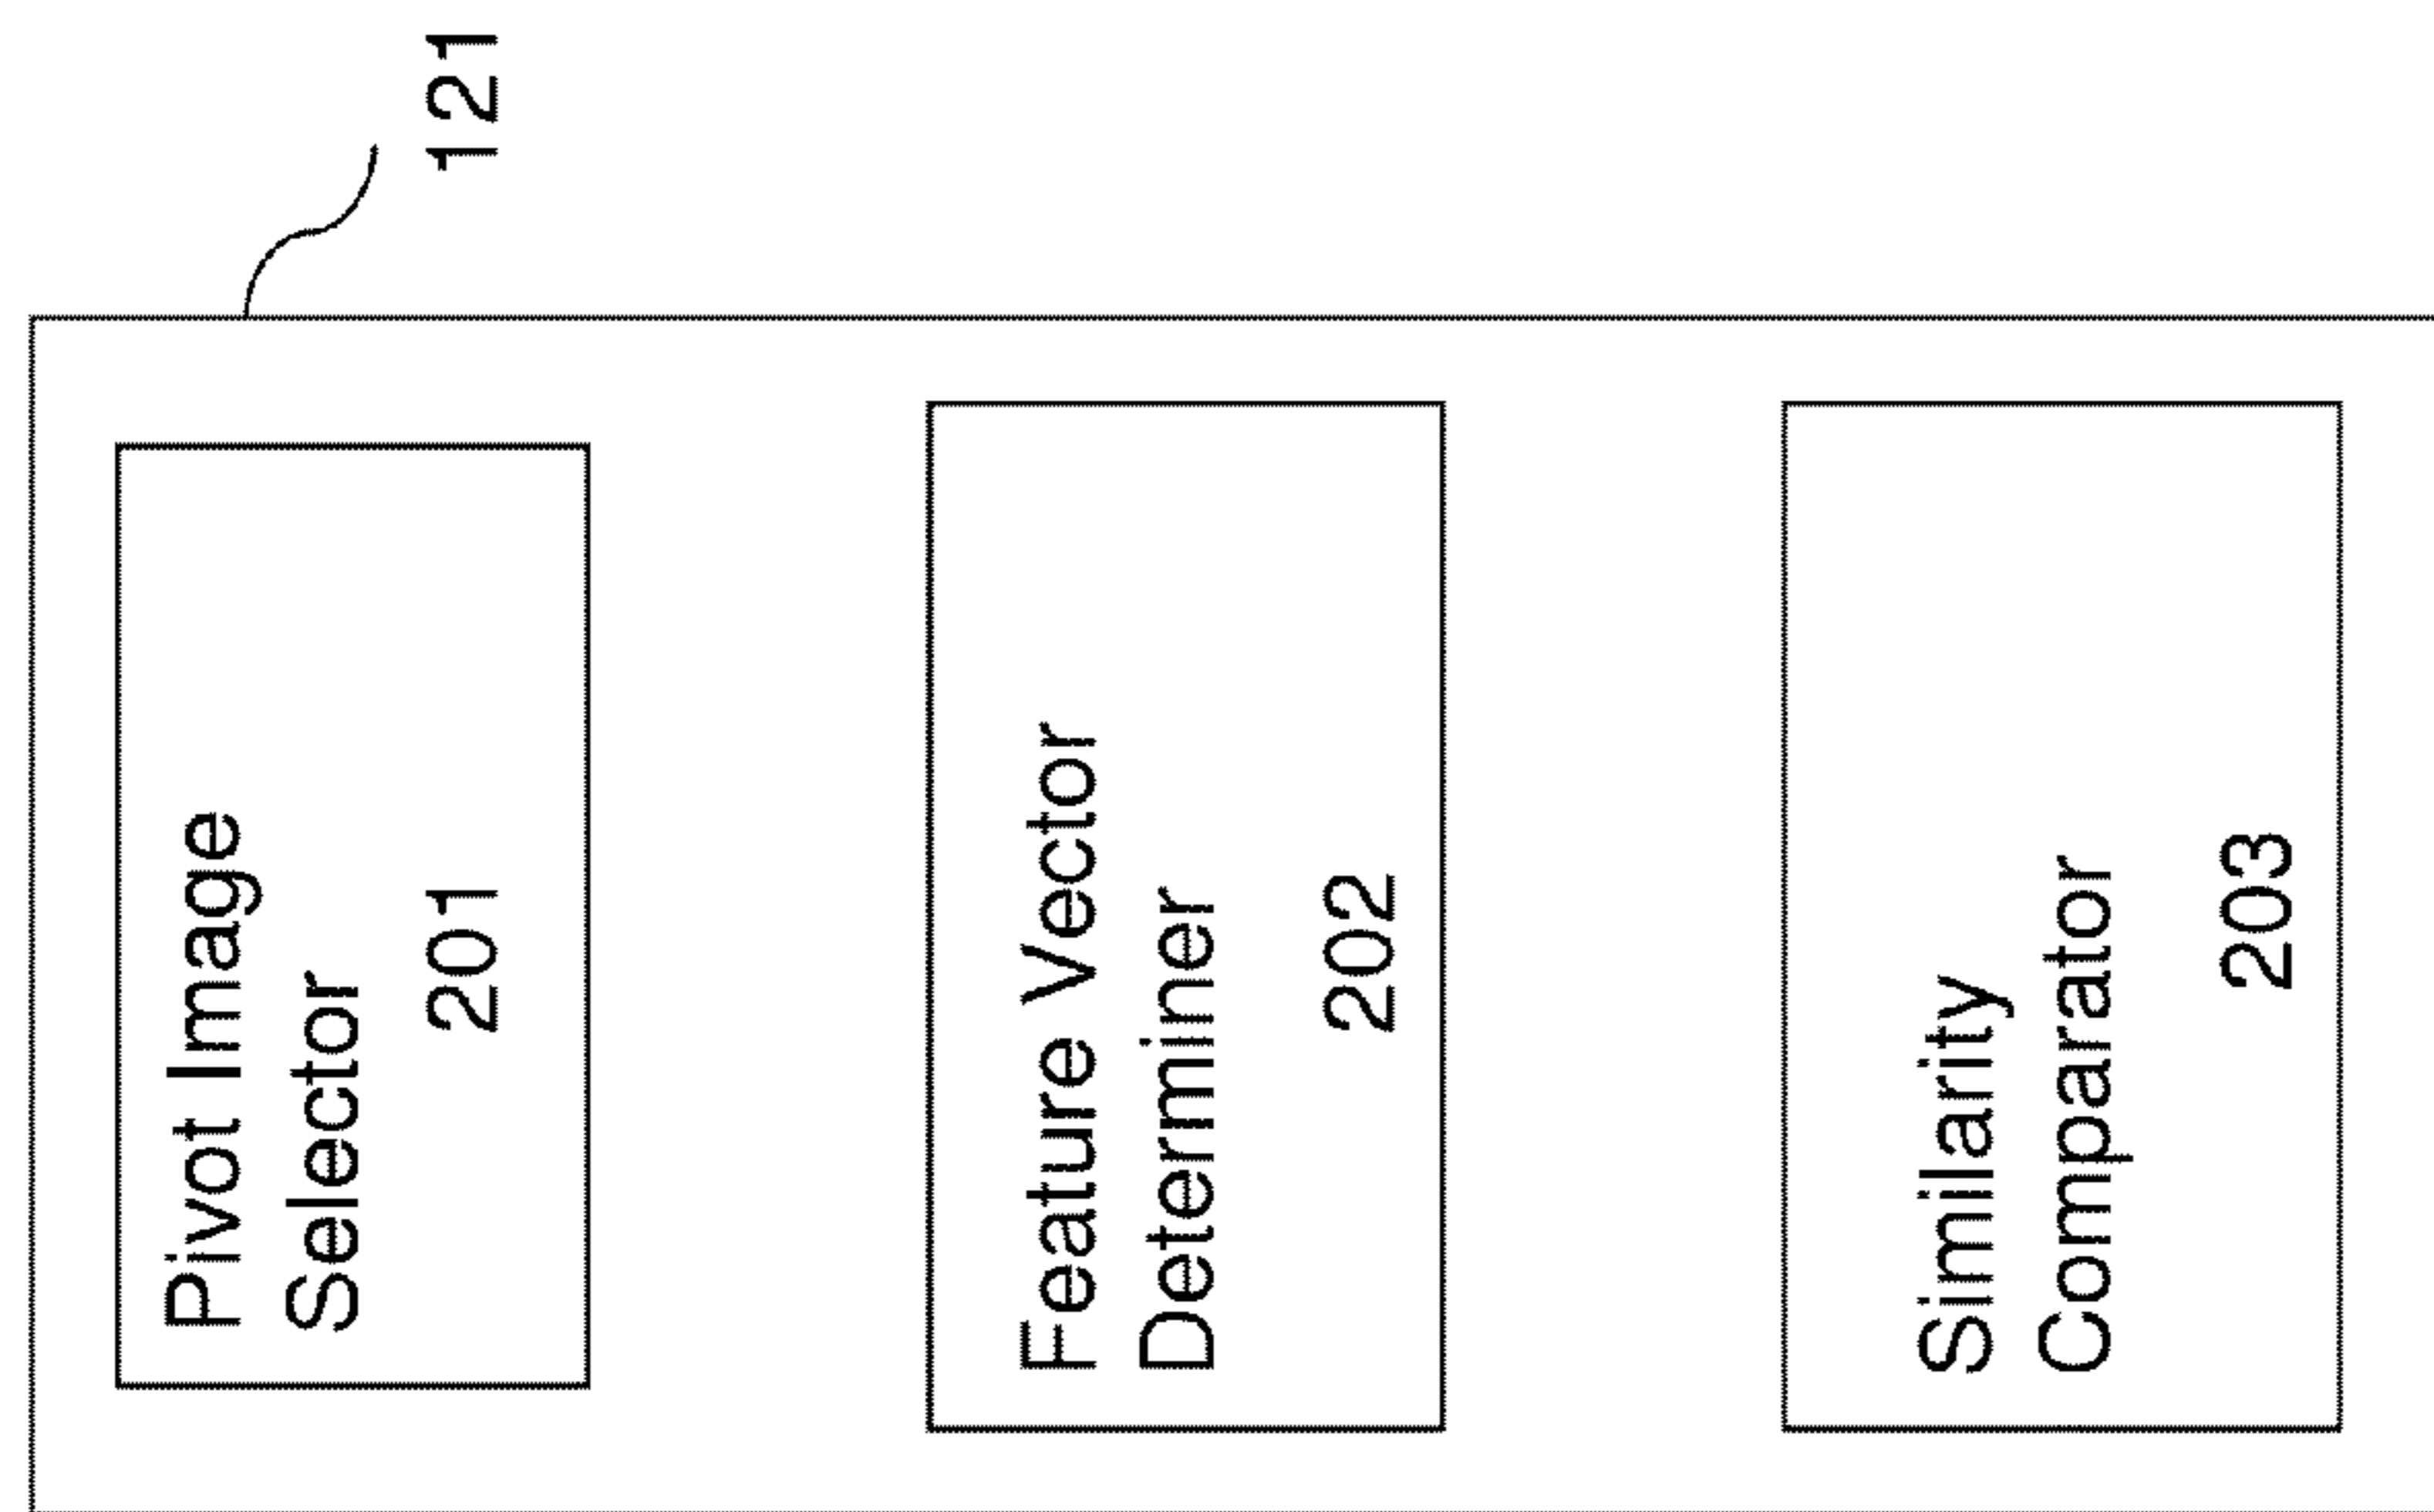 121
Pivot Image
Selector
201
Feature Vector
Determiner
202
Similarity
Comparator
203